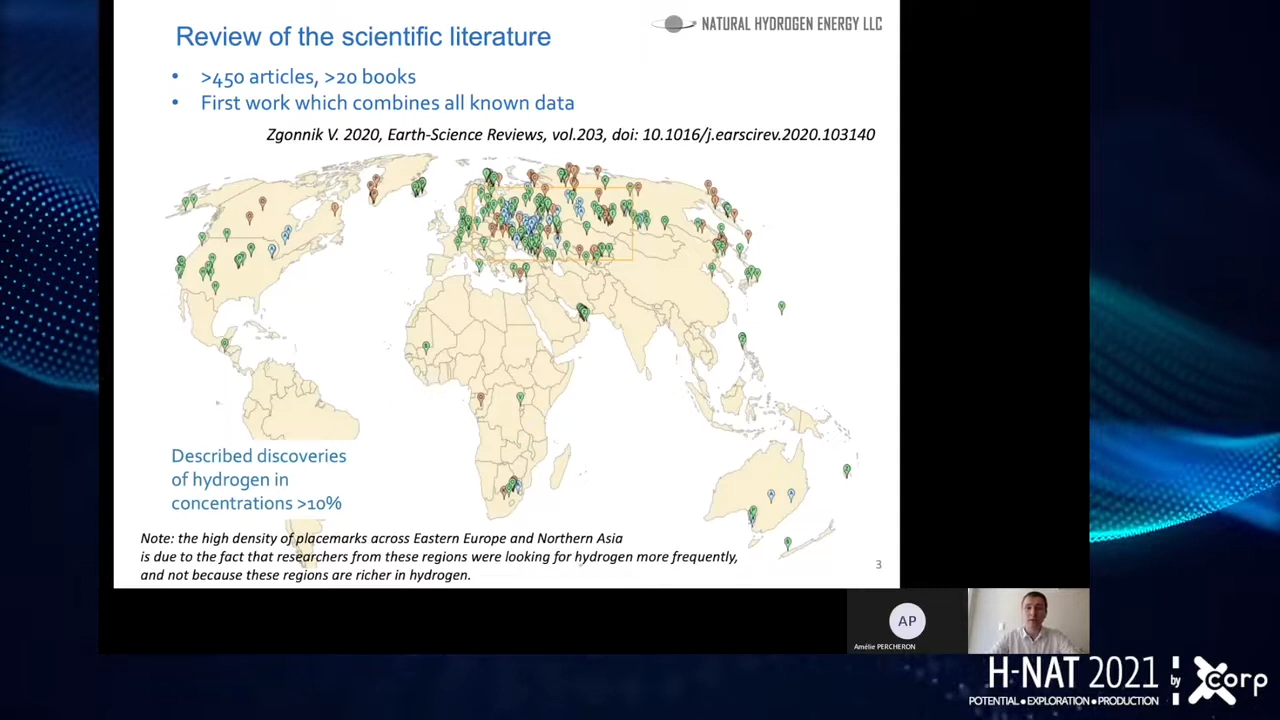 Review of the scientific literature
NATURAL HYDROGEN ENERGY LLC
• >450 articles, >20 books
• First work which combines all known data
Zgonnik V. 2020, Earth-Science Reviews, vol.203, doi: 10.1016/j.earscirev.2020.103140
Described discoveries
of hydrogen in
concentrations >10%
Note: the high density of placemarks across Eastern Europe and Northern Asia
is due to the fact that researchers from these regions were looking for hydrogen more frequently,
and not because these regions are richer in hydrogen.
3
AP
Amélie PERCHERON
H-NAT 2021
by
Xcorp
POTENTIAL•EXPLORATION•PRODUCTION